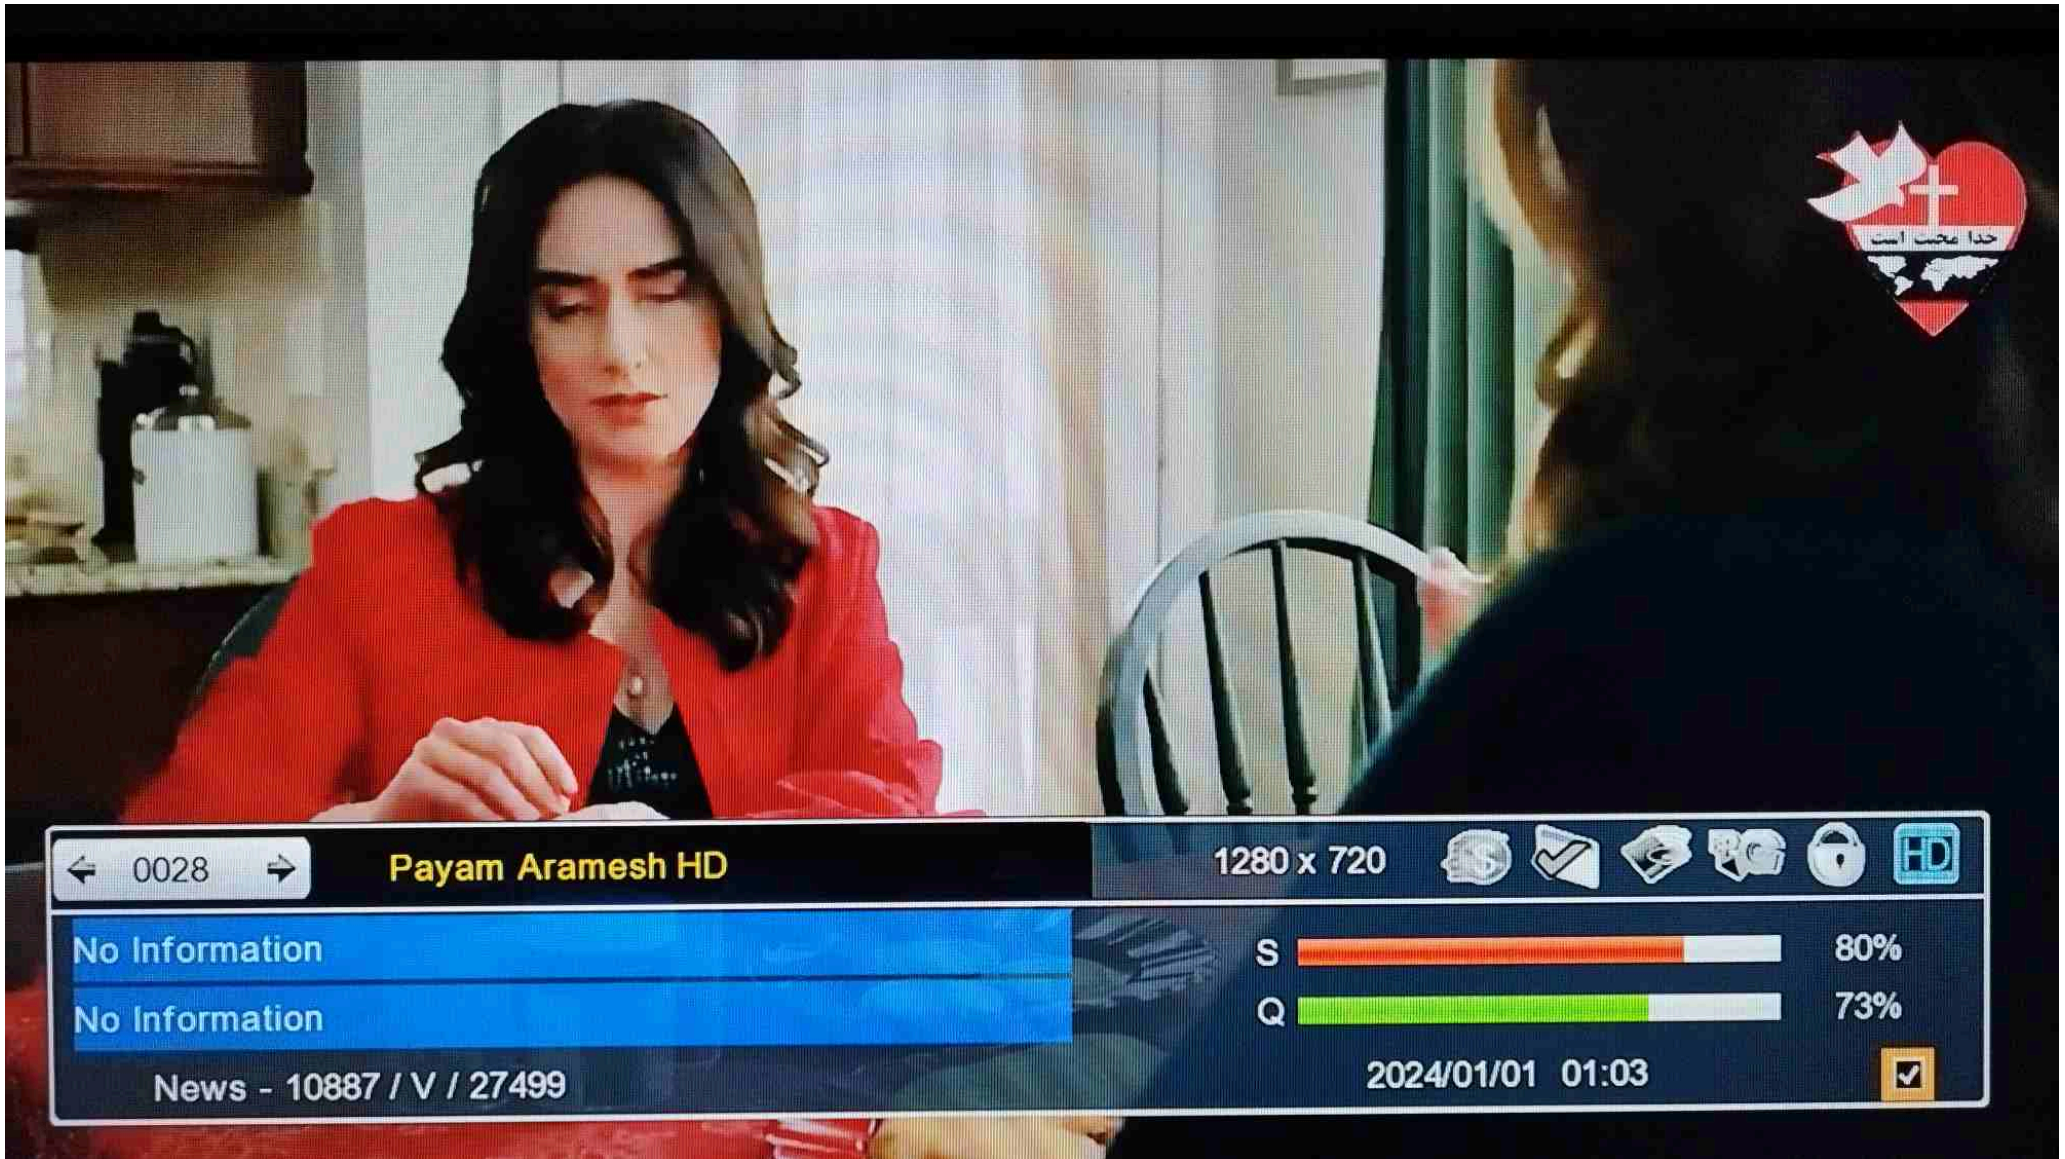 خدا محبت است
0028
Payam Aramesh HD
1280 x 720
HD
No Information
S 80%
No Information
Q 73%
2024/01/01 01:03
News - 10887 / V / 27499